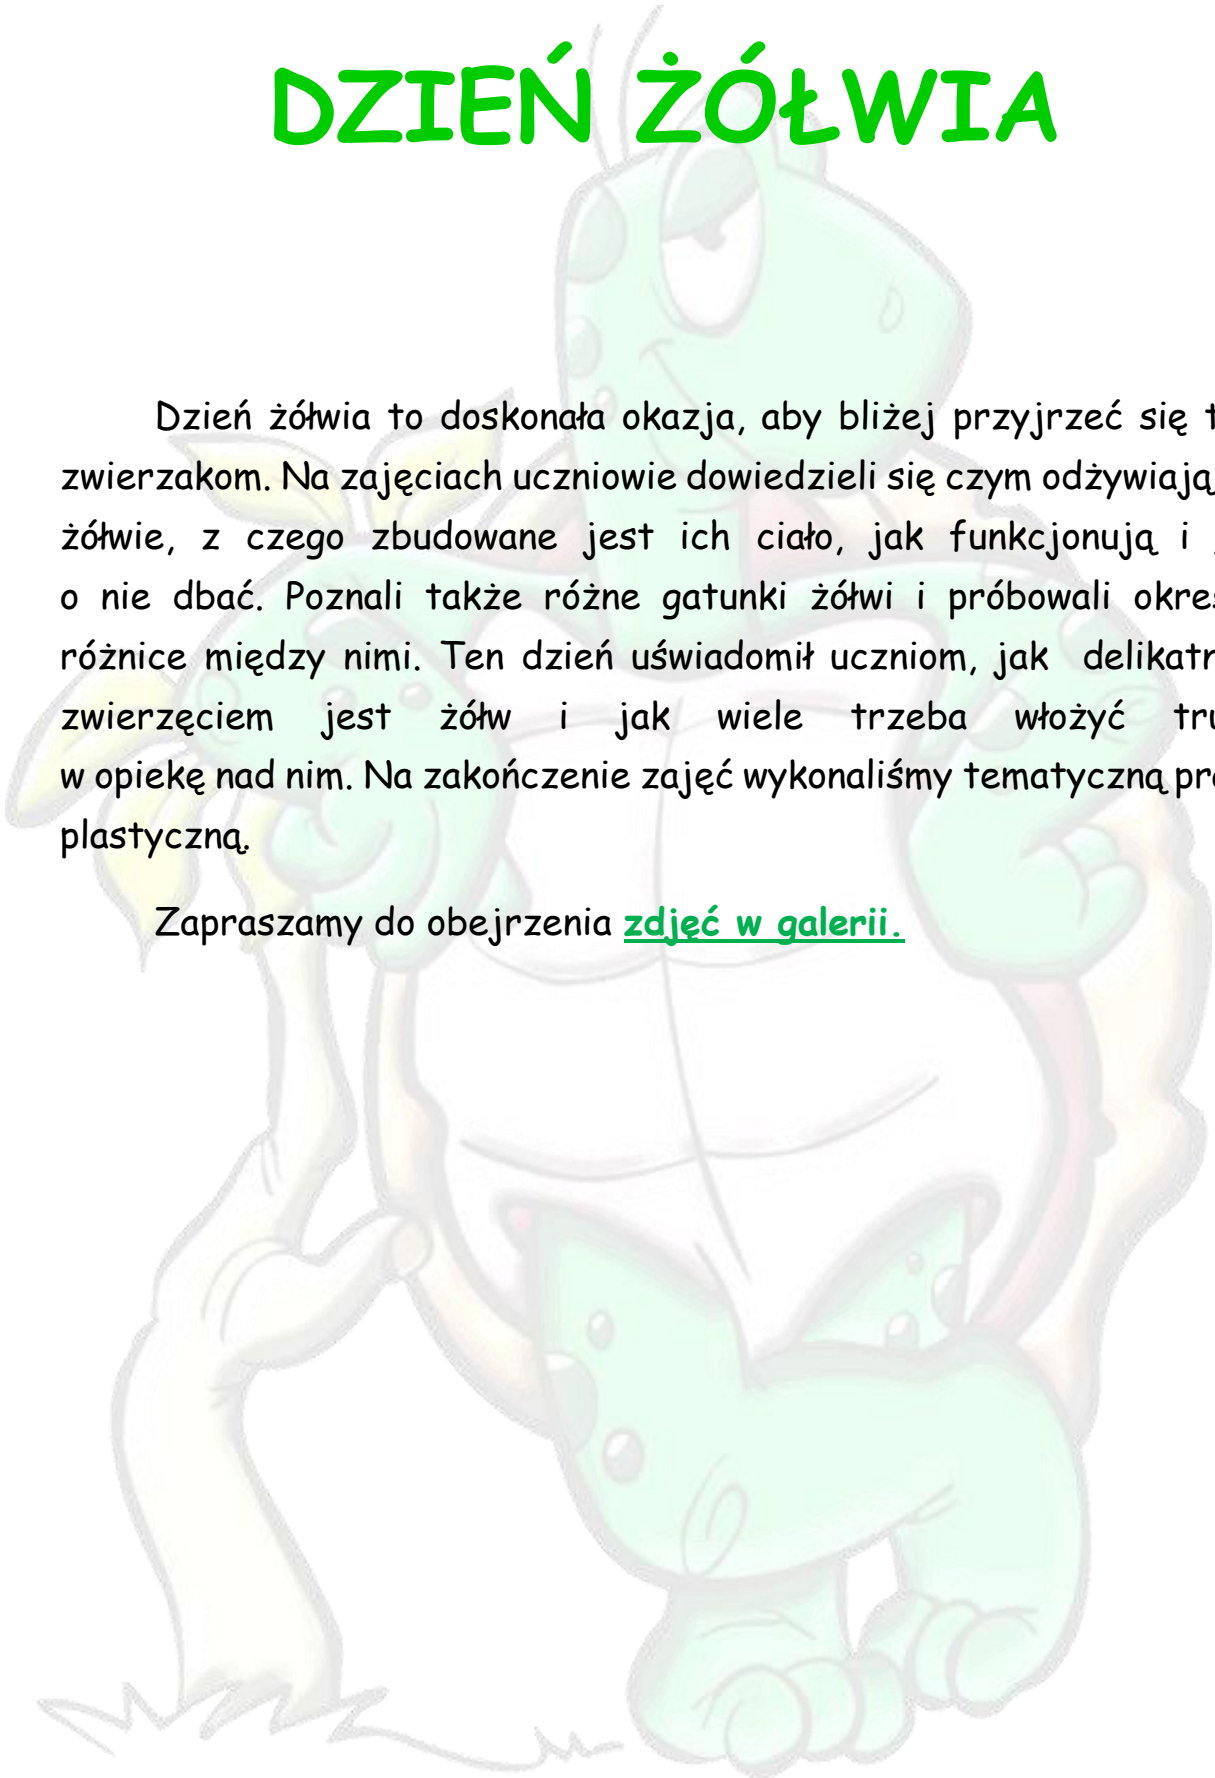 DZIEŃ ŻÓŁWIA
Dzień żółwia to doskonała okazja, aby bliżej przyjrzeć się
zwierzakom. Na zajęciach uczniowie dowiedzieli się czym odżywiają
żółwie, z czego zbudowane jest ich ciało, jak funkcjonują i
o nie dbać. Poznali także różne gatunki żółwi i próbowali
różnice między nimi. Ten dzień uświadomił uczniom, jak
zwierzęciem jest żółw i jak wiele trzeba włożyć
w opiekę nad nim. Na zakończenie zajęć wykonaliśmy tematyczną
plastyczną.
Zapraszamy do obejrzenia zdjęć w galerii.